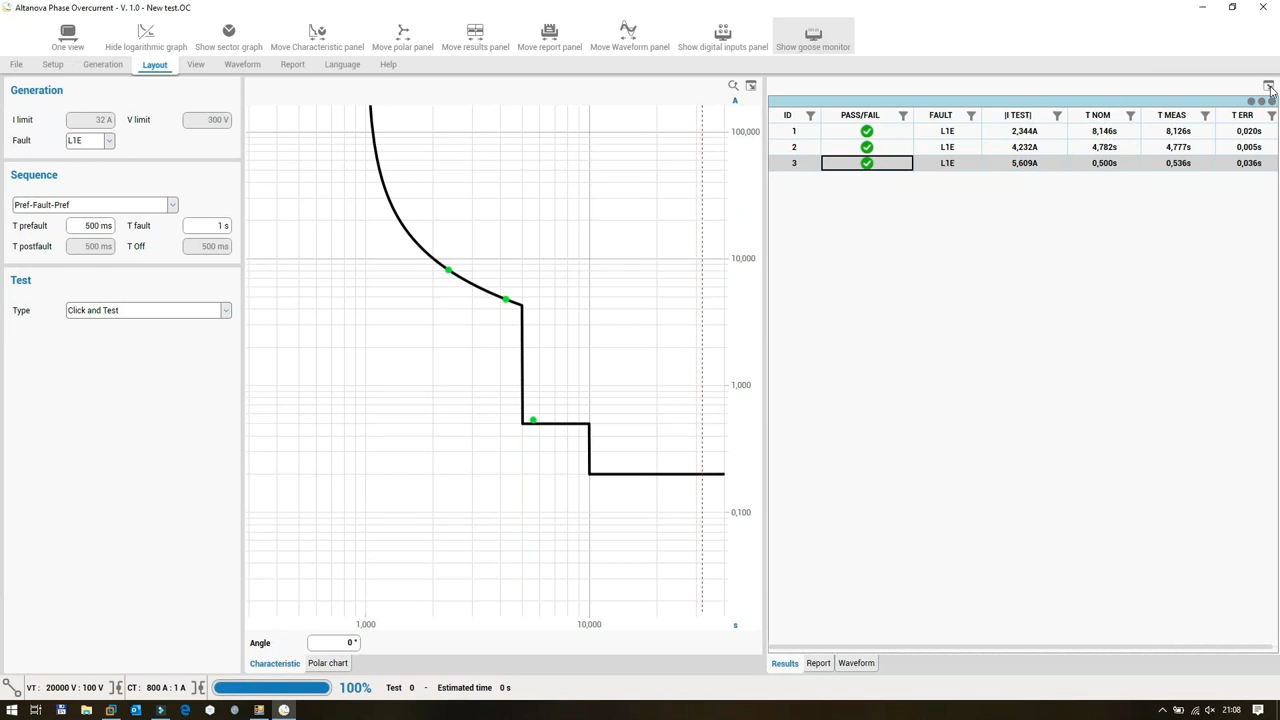 Altanova Phase Overcurrent - V. 1.0 - New test.OC
One view
Hide logarithmic graph
Show sector graph
Move Characteristic panel
Move polar panel
Move results panel
Move report panel
Move Waveform panel
Show digital inputs panel
Show goose monitor
File Setup Generation Layout View Waveform Report Language Help
Generation
I limit 32 A V limit 300 V
Fault L1E
Sequence
Pref-Fault-Pref
T prefault 500 ms T fault 1 s
T postfault 500 ms T Off 500 ms
Test
Type Click and Test
A
100,000
10,000
1,000
0,100
1,000 10,000 s
Angle 0 °
Characteristic Polar chart
ID PASS/FAIL FAULT |I TEST| T NOM T MEAS T ERR
1 L1E 2,344A 8,146s 8,126s 0,020s
2 L1E 4,232A 4,782s 4,777s 0,005s
3 L1E 5,609A 0,500s 0,536s 0,036s
Results Report Waveform
VT : 20000 V : 100 V CT : 800 A : 1 A 100% Test 0 - Estimated time 0 s
21:08